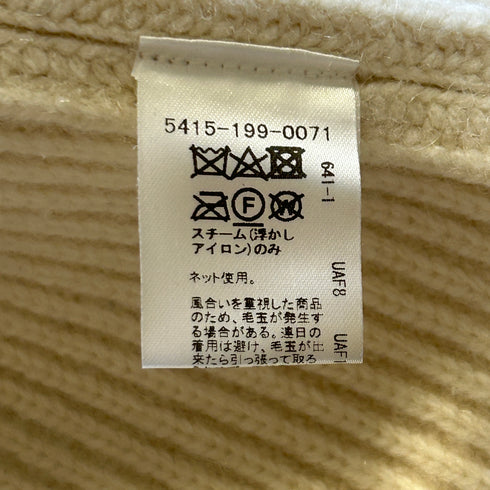 5415-199-0071
F W
スチーム(浮かし
アイロン)のみ
ネット使用。
風合いを重視した商品
のため、毛玉が発生す
る場合がある。連日の
着用は避け、毛玉が出
来たら引っ張って取ろ
641-1
UAF8